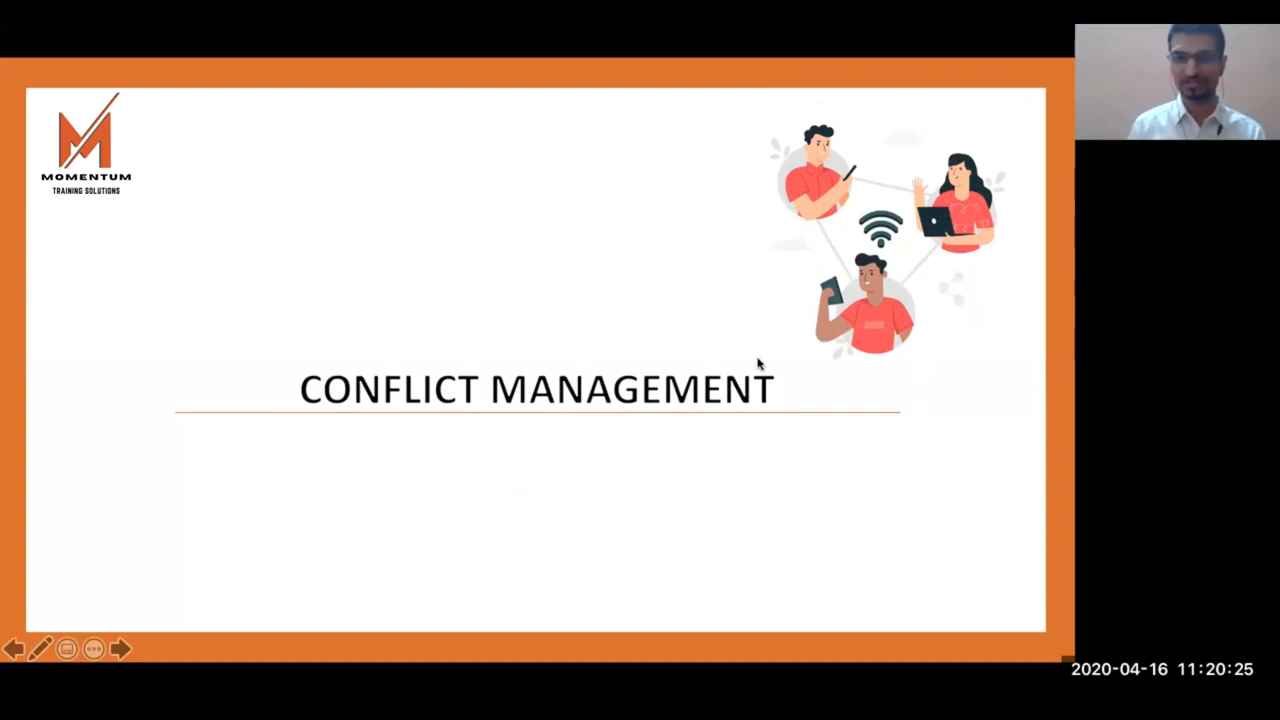 MOMENTUM
TRAINING SOLUTIONS
CONFLICT MANAGEMENT
2020-04-16 11:20:25